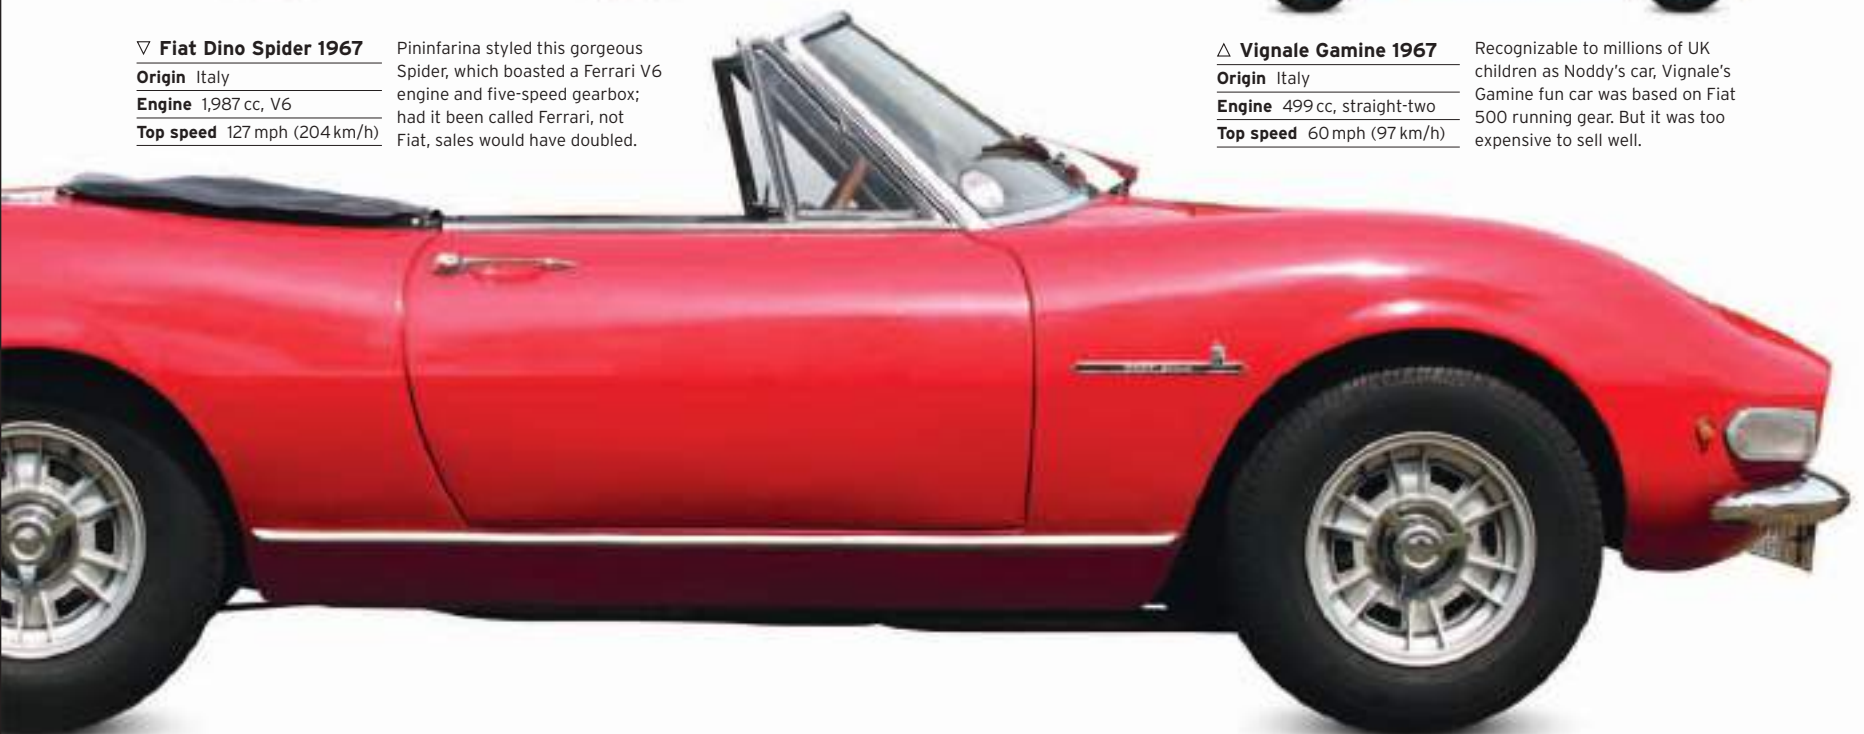 ▽ Fiat Dino Spider 1967
Origin Italy
Engine 1,987 cc, V6
Top speed 127 mph (204 km/h)
Pininfarina styled this gorgeous
Spider, which boasted a Ferrari V6
engine and five-speed gearbox;
had it been called Ferrari, not
Fiat, sales would have doubled.
△ Vignale Gamine 1967
Origin Italy
Engine 499 cc, straight-two
Top speed 60 mph (97 km/h)
Recognizable to millions of UK
children as Noddy's car, Vignale's
Gamine fun car was based on Fiat
500 running gear. But it was too
expensive to sell well.